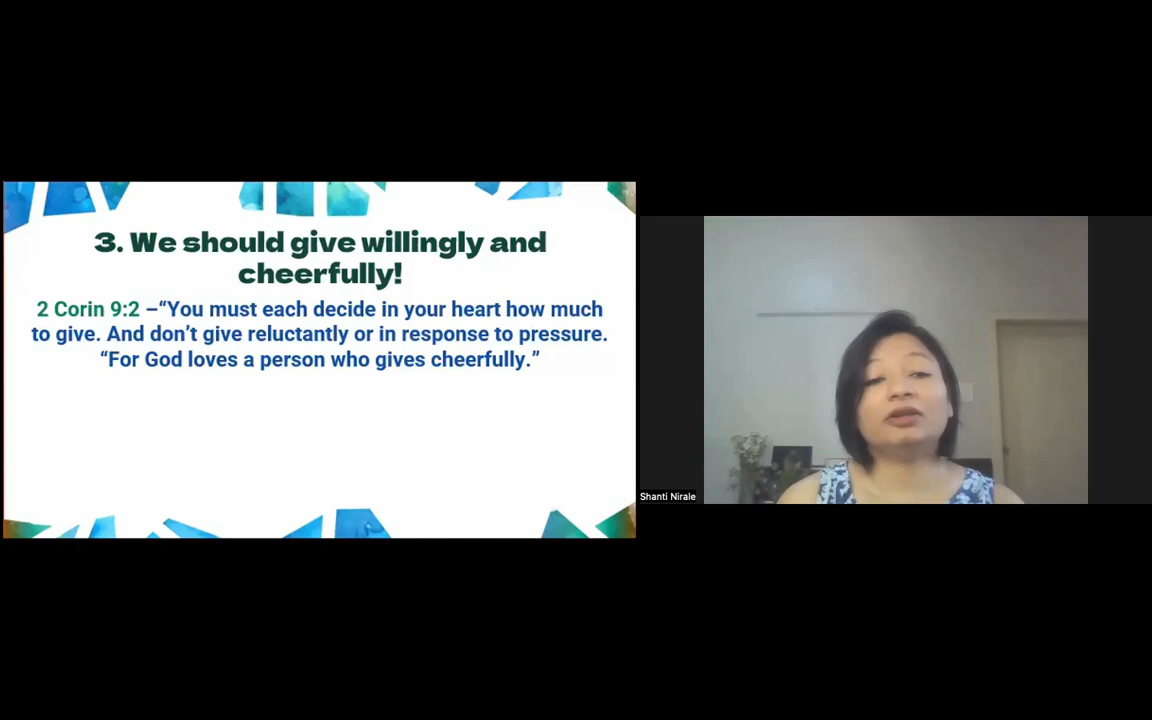 3. We should give willingly and
cheerfully!
2 Corin 9:2 –“You must each decide in your heart how much
to give. And don’t give reluctantly or in response to pressure.
“For God loves a person who gives cheerfully.”
Shanti Nirale